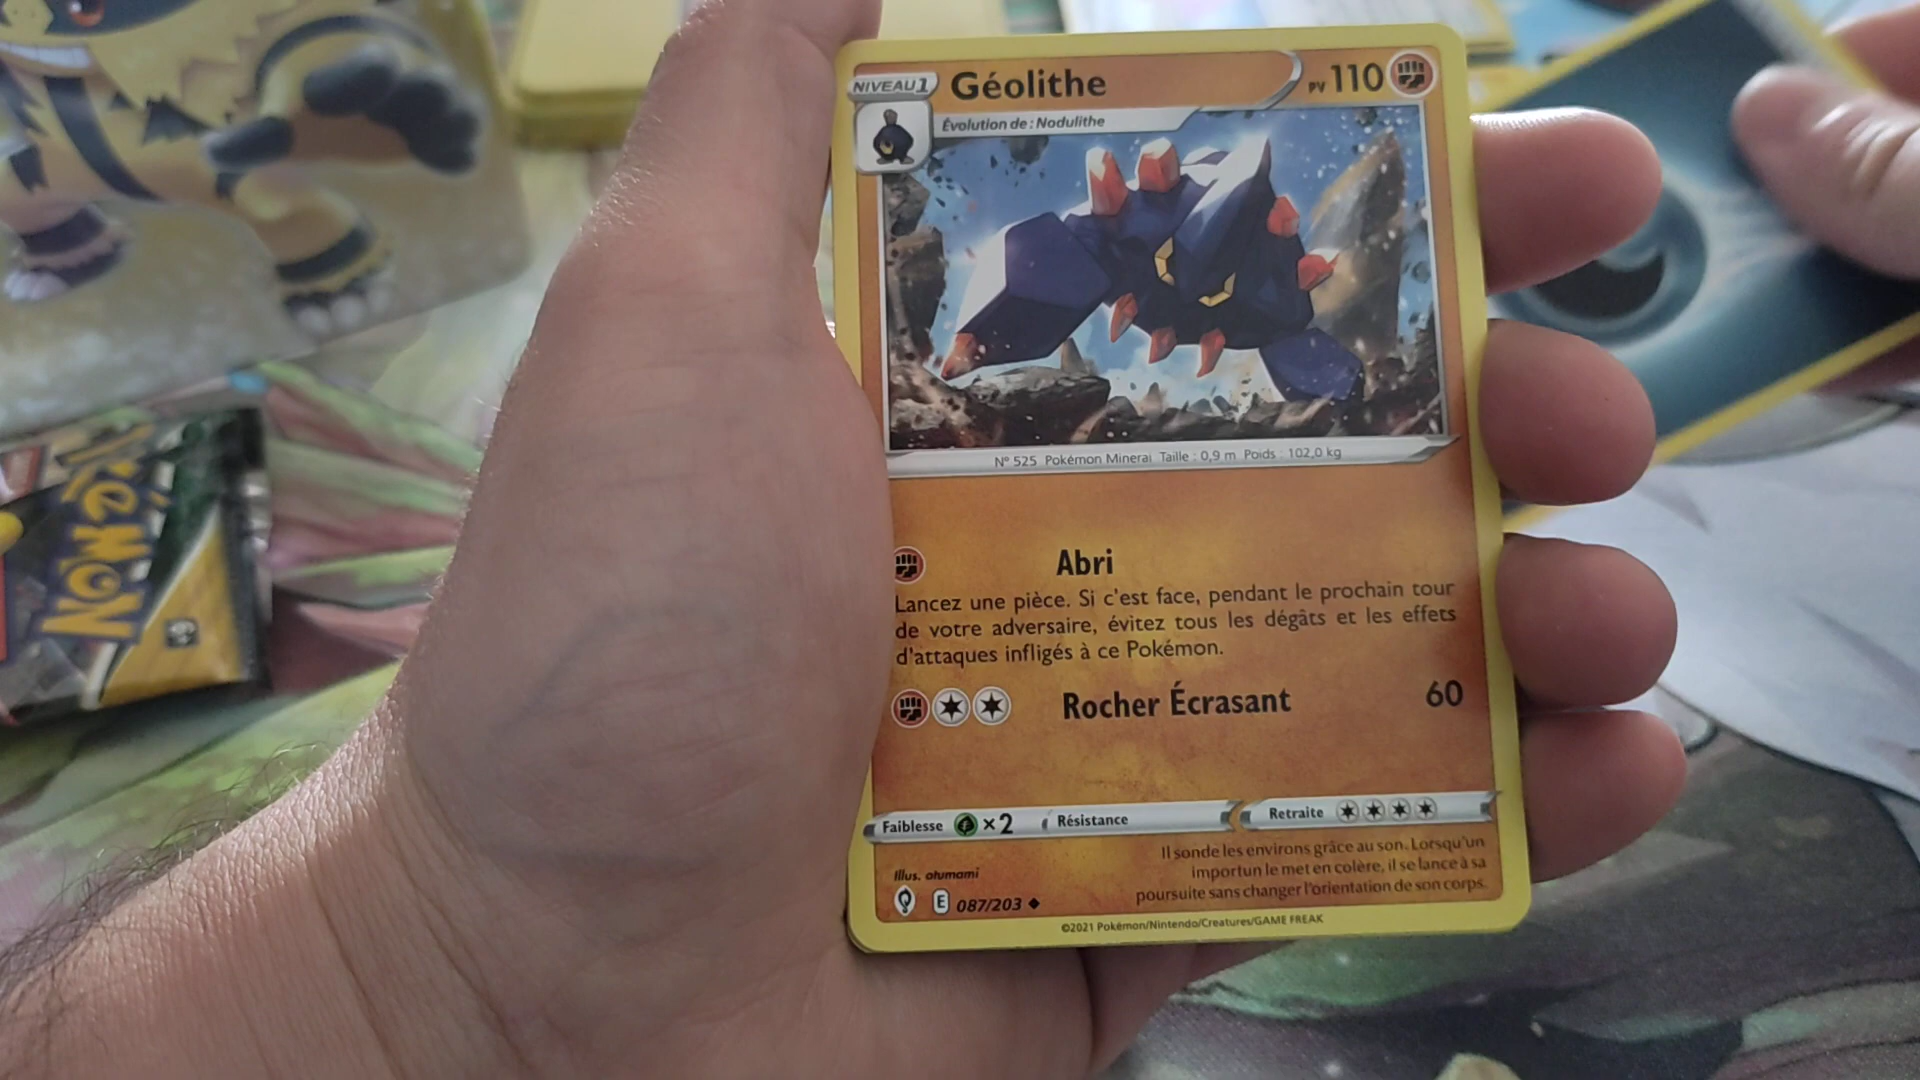 NIVEAU 1 Géolithe PV 110
Évolution de : Nodulithe
N° 525 Pokémon Minerai Taille : 0,9 m Poids : 102,0 kg
Abri
Lancez une pièce. Si c'est face, pendant le prochain tour
de votre adversaire, évitez tous les dégâts et les effets
d'attaques infligés à ce Pokémon.
Rocher Écrasant 60
Faiblesse ×2 Résistance Retraite
Il sonde les environs grâce au son. Lorsqu'un
importun le met en colère, il se lance à sa
poursuite sans changer l'orientation de son corps.
Illus. otumami
E 087/203
©2021 Pokémon/Nintendo/Creatures/GAME FREAK
POKÉMON